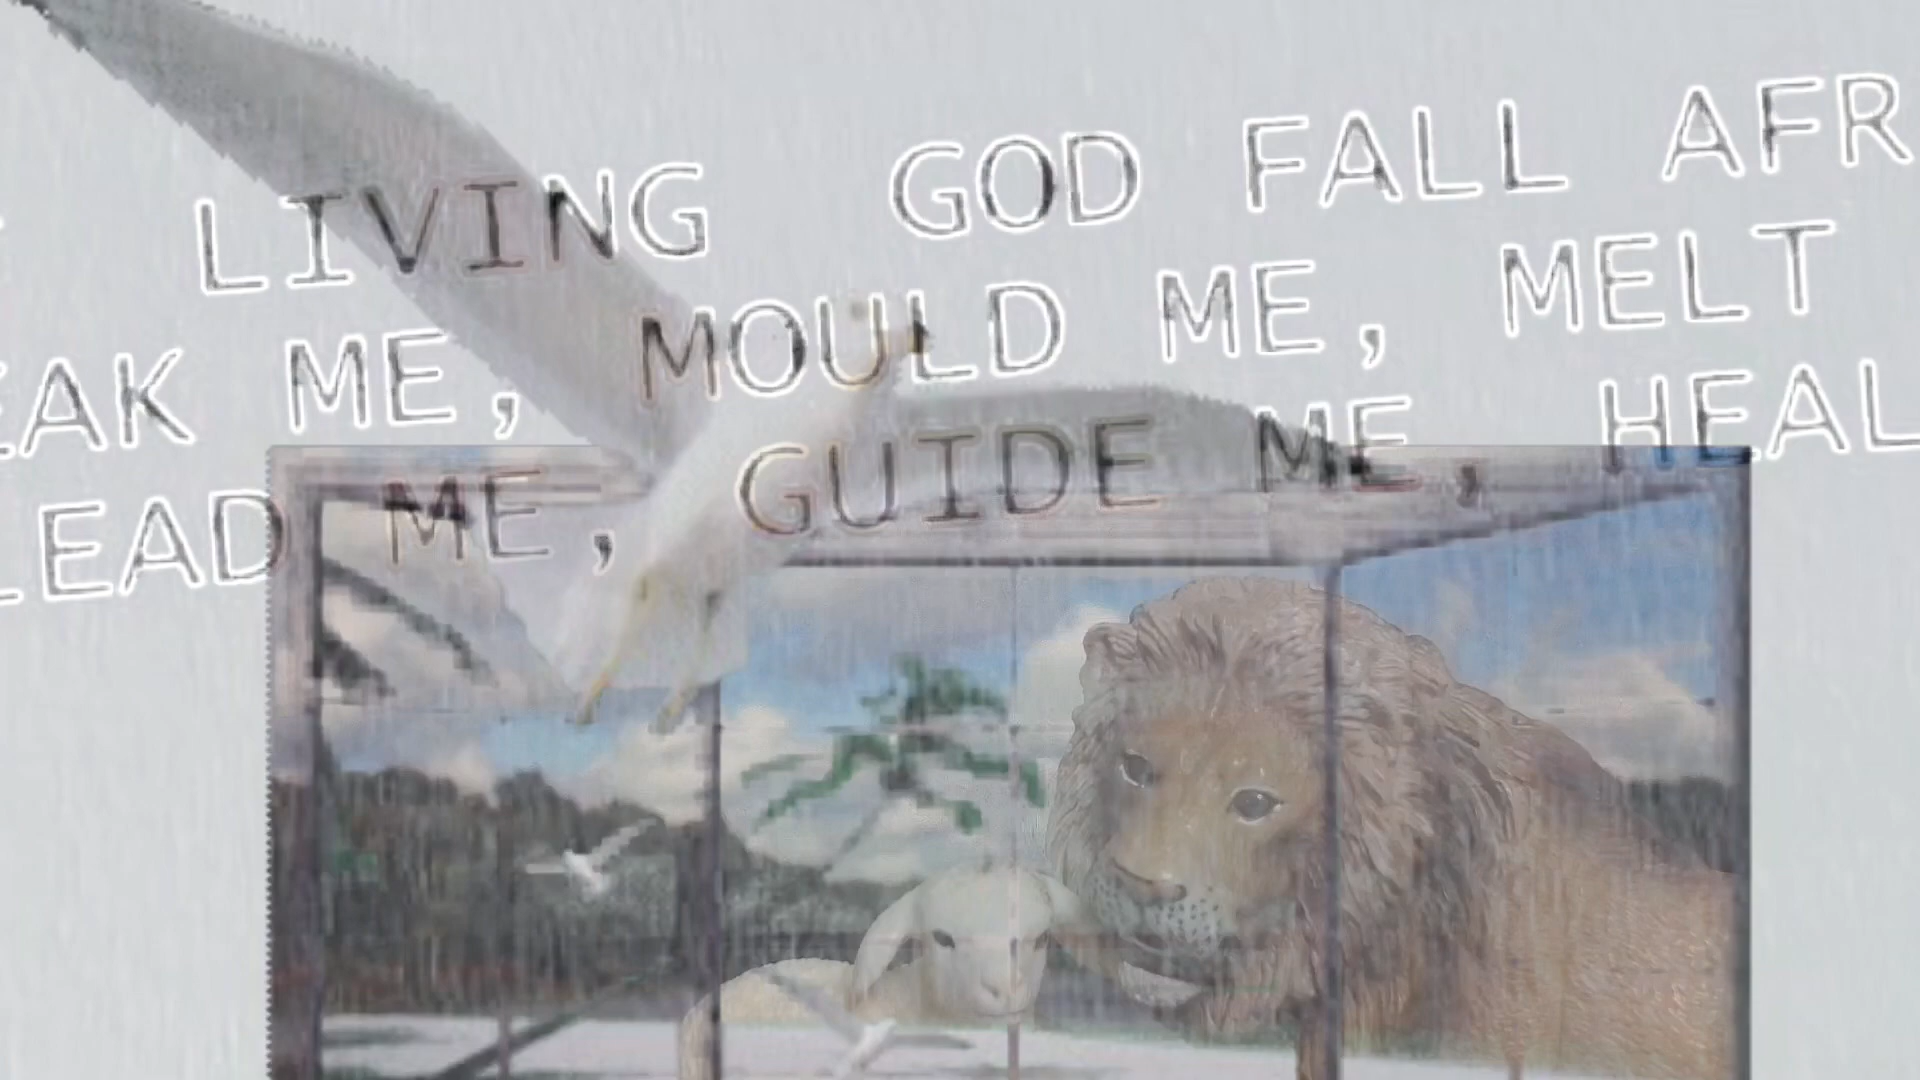 LIVING GOD FALL AFR
EAK ME, MOULD ME, MELT
LEAD ME, GUIDE ME, HEAL